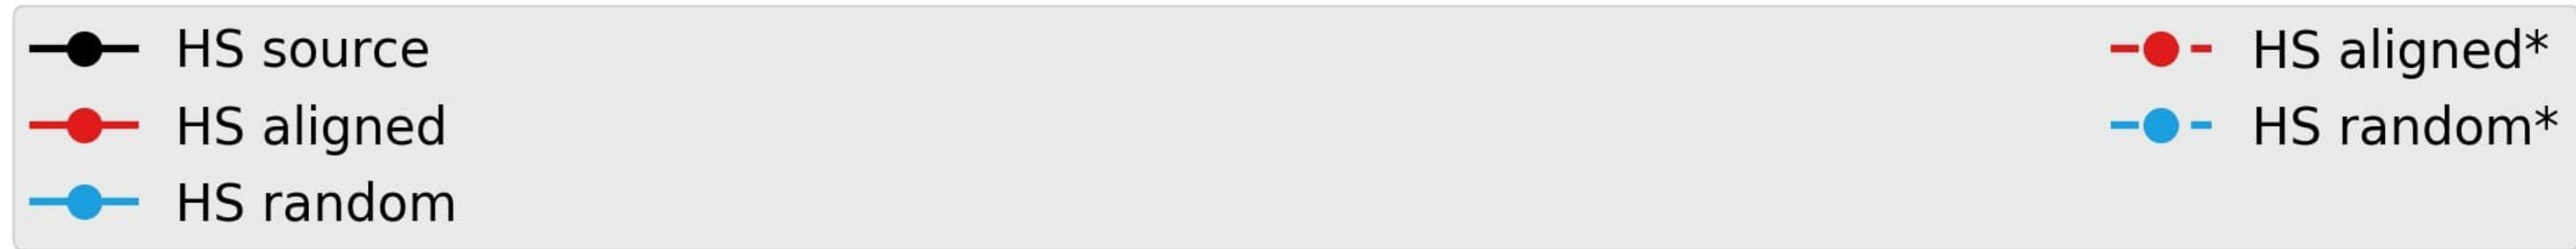 HS source
HS aligned
HS random
HS aligned*
HS random*